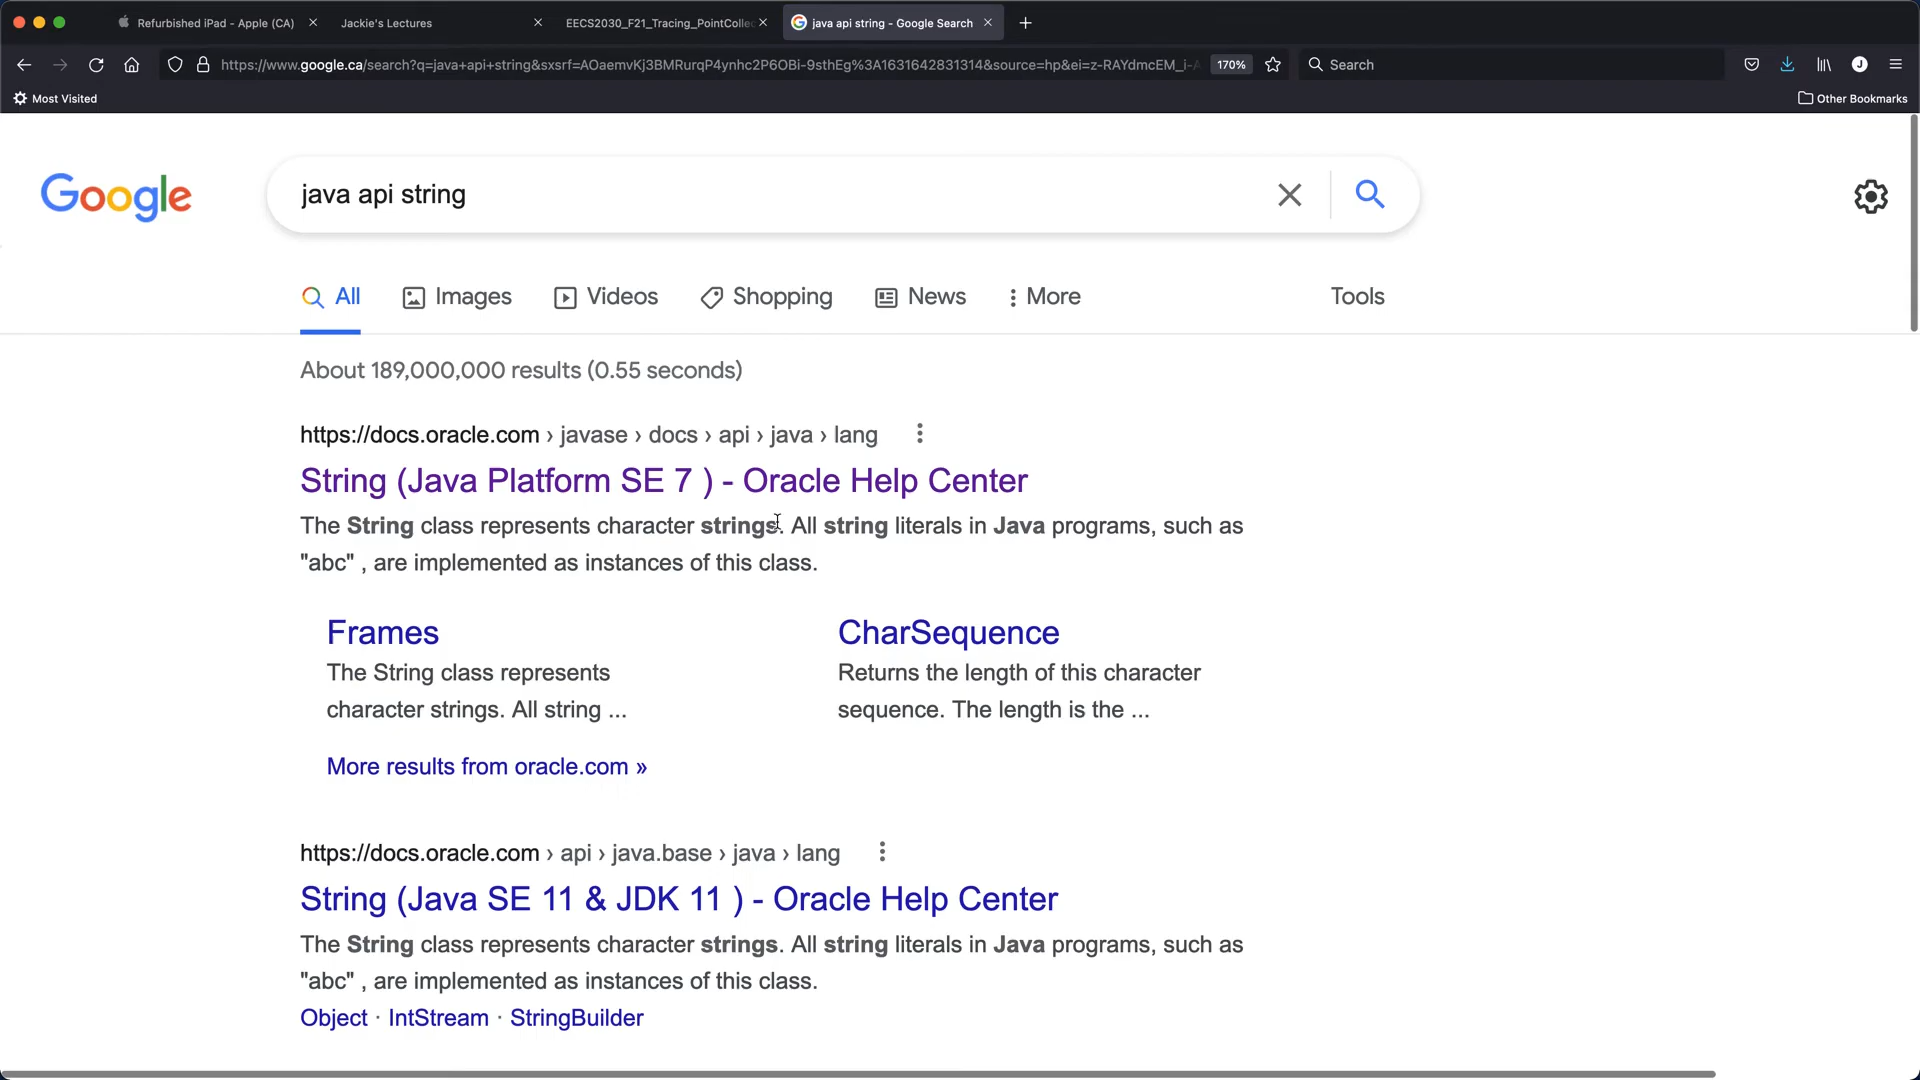 Refurbished iPad - Apple (CA)
Jackie's Lectures
EECS2030_F21_Tracing_PointColle
java api string - Google Search
https://www.google.ca/search?q=java+api+string&sxsrf=AOaemvKj3BMRurqP4ynhc2P6OBi-9sthEg%3A1631642831314&source=hp&ei=z-RAYdmcEM_i-A
170%
Search
Most Visited
Other Bookmarks
Google
java api string
All
Images
Videos
Shopping
News
More
Tools
About 189,000,000 results (0.55 seconds)
https://docs.oracle.com › javase › docs › api › java › lang
String (Java Platform SE 7 ) - Oracle Help Center
The String class represents character strings. All string literals in Java programs, such as
"abc" , are implemented as instances of this class.
Frames
The String class represents
character strings. All string ...
CharSequence
Returns the length of this character
sequence. The length is the ...
More results from oracle.com »
https://docs.oracle.com › api › java.base › java › lang
String (Java SE 11 & JDK 11 ) - Oracle Help Center
The String class represents character strings. All string literals in Java programs, such as
"abc" , are implemented as instances of this class.
Object · IntStream · StringBuilder